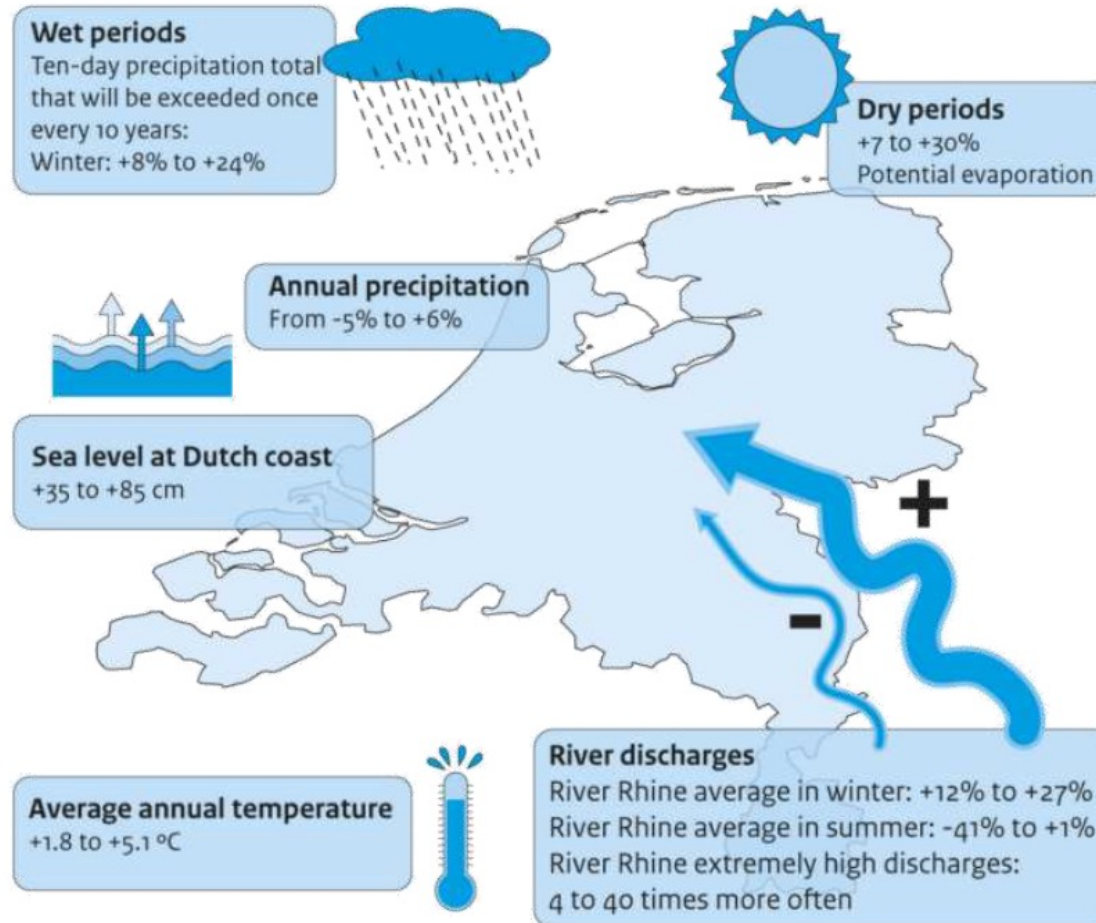 Wet periods
Ten-day precipitation total
that will be exceeded once
every 10 years:
Winter: +8% to +24%
Dry periods
+7 to +30%
Potential evaporation
Annual precipitation
From -5% to +6%
Sea level at Dutch coast
+35 to +85 cm
+
-
Average annual temperature
+1.8 to +5.1 ºC
River discharges
River Rhine average in winter: +12% to +27%
River Rhine average in summer: -41% to +1%
River Rhine extremely high discharges:
4 to 40 times more often